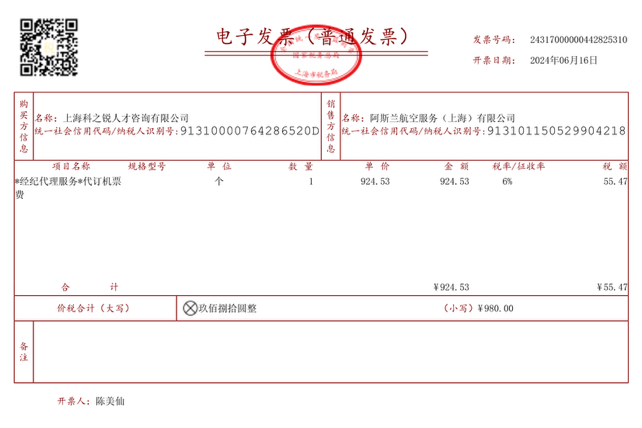 电子发票（普通发票）
国家税务总局
上海市税务局
发票号码： 24317000000442825310
开票日期： 2024年06月16日
购买方信息
名称：上海科之锐人才咨询有限公司
统一社会信用代码/纳税人识别号：91310000764286520D
销售方信息
名称：阿斯兰航空服务（上海）有限公司
统一社会信用代码/纳税人识别号：913101150529904218
项目名称 规格型号 单 位 数 量 单 价 金 额 税率/征收率 税 额
*经纪代理服务*代订机票 个 1 924.53 924.53 6% 55.47
费
合 计 ¥924.53 ¥55.47
价税合计（大写） 玖佰捌拾圆整 （小写）¥980.00
备注
开票人：陈美仙